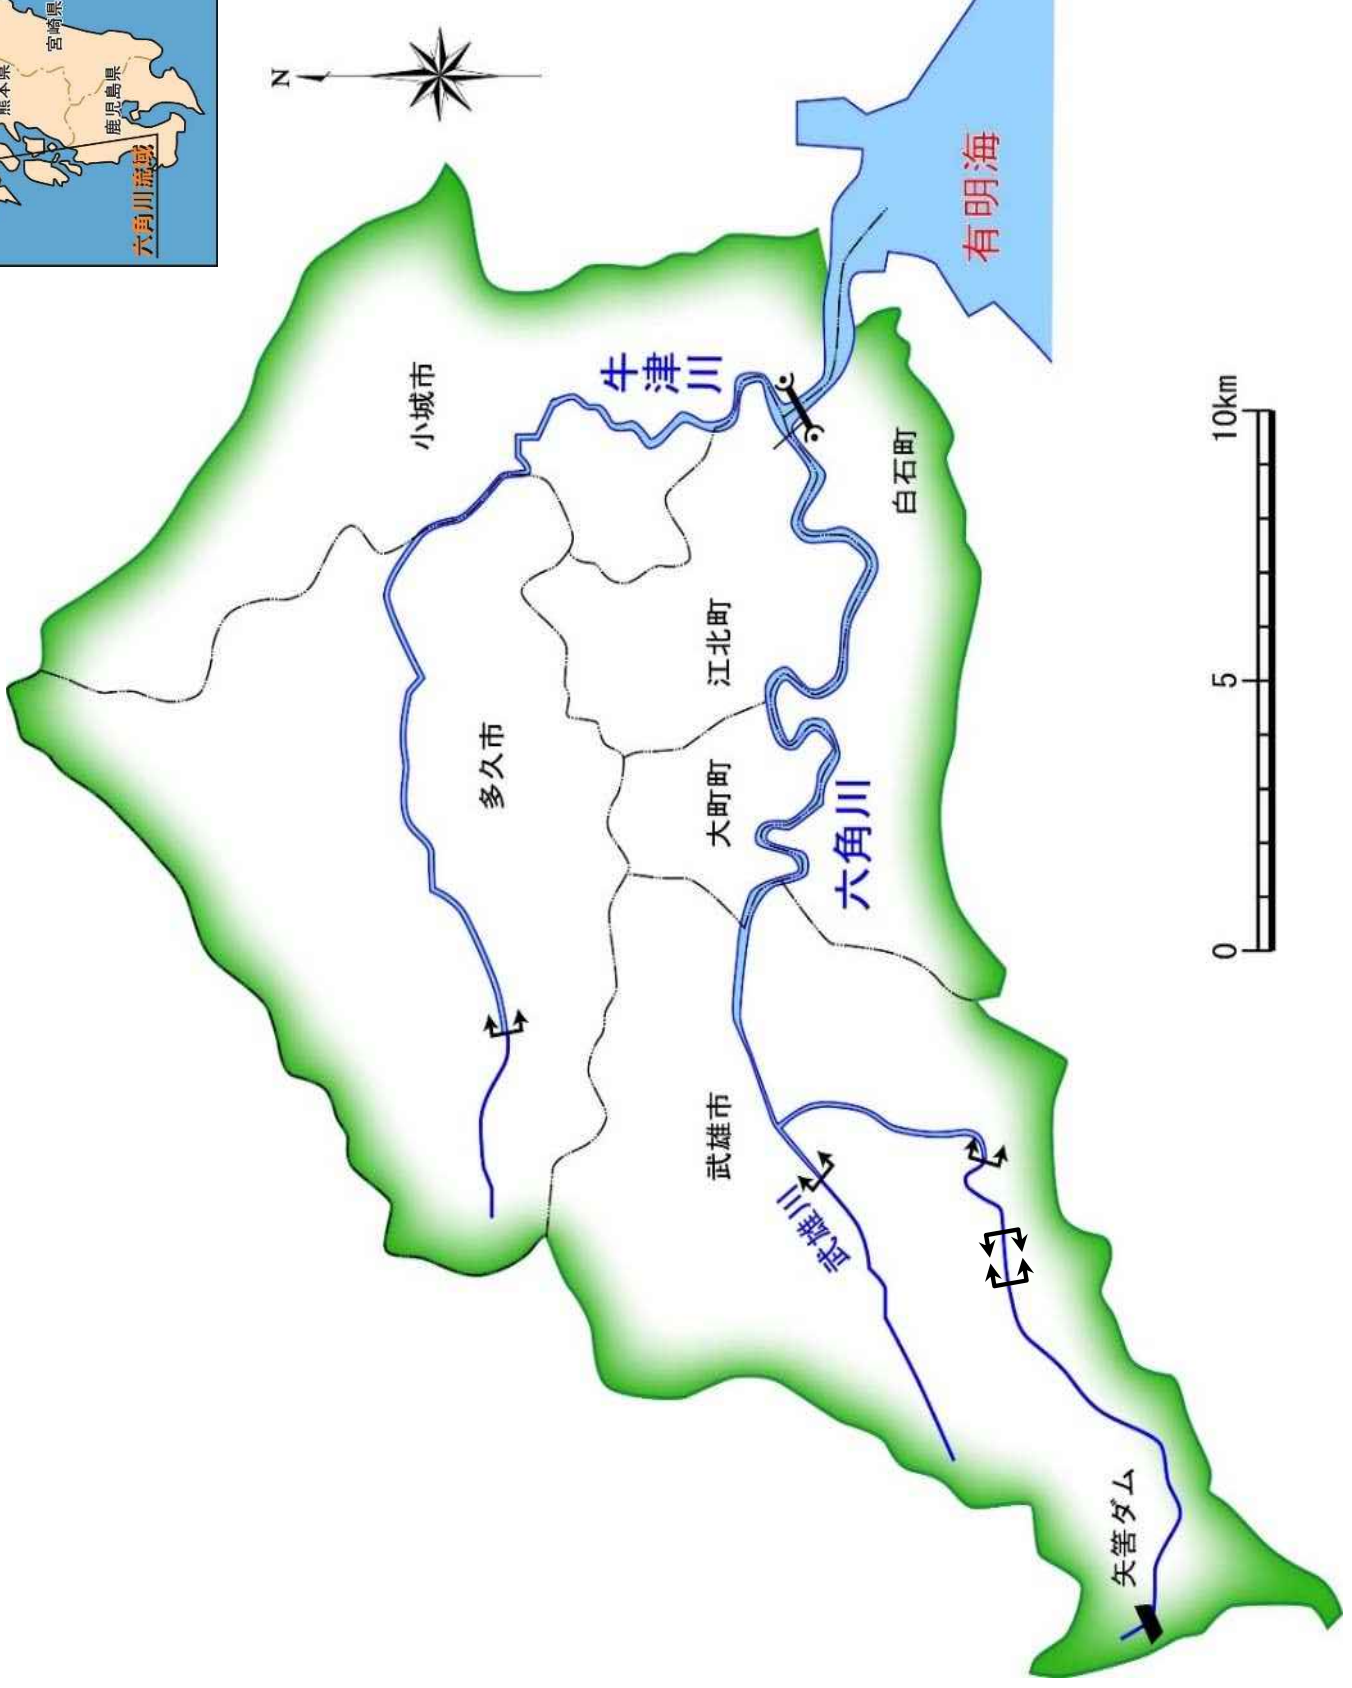 宮崎県
熊本県
鹿児島県
六角川流域
N
有明海
小城市
牛津川
白石町
江北町
多久市
大町町
六角川
武雄市
武雄川
矢筈ダム
0
5
10km